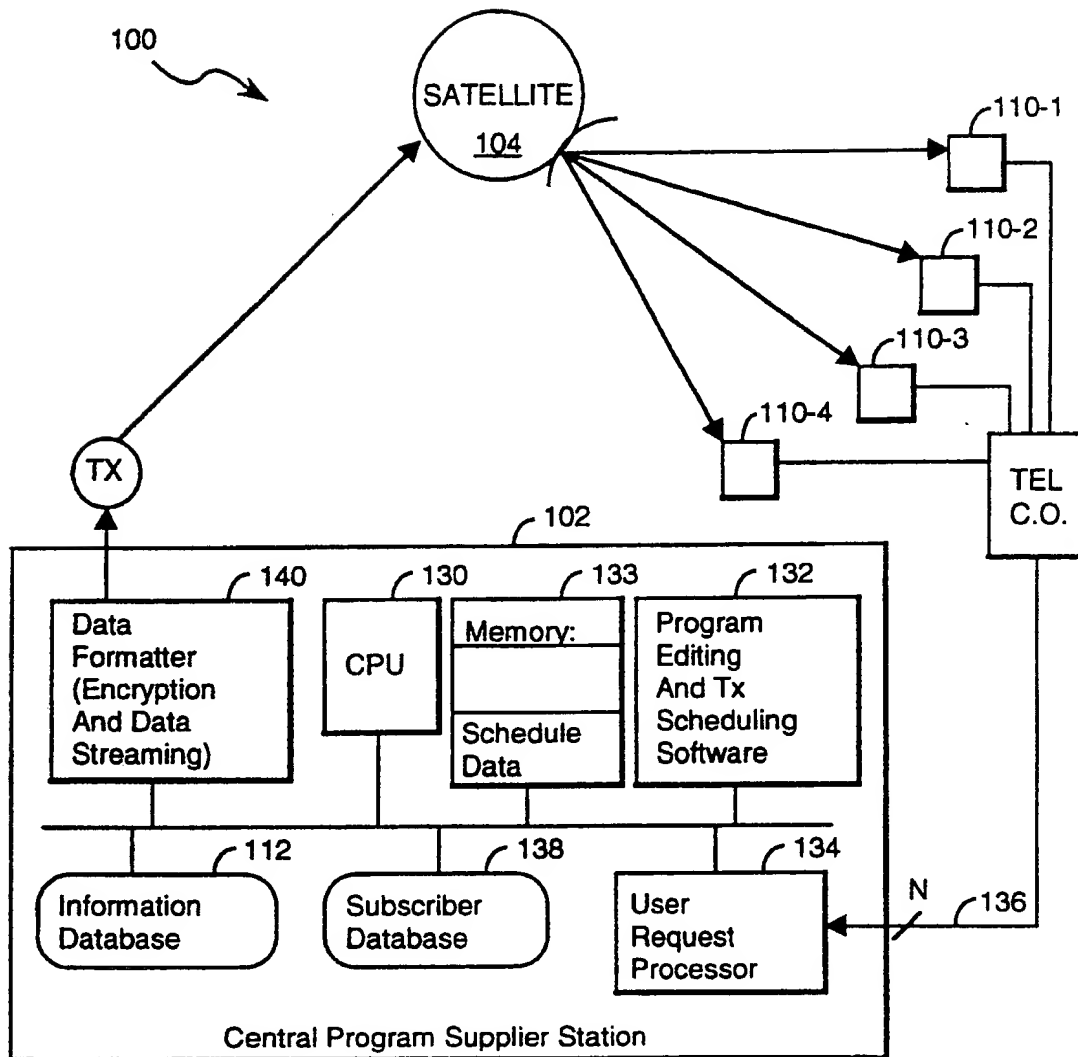 100
SATELLITE
104
110-1
110-2
110-3
110-4
TX
TEL
C.O.
102
140
130
133
132
Data
Formatter
(Encryption
And Data
Streaming)
CPU
Memory:
Schedule
Data
Program
Editing
And Tx
Scheduling
Software
112
138
134
N
136
Information
Database
Subscriber
Database
User
Request
Processor
Central Program Supplier Station